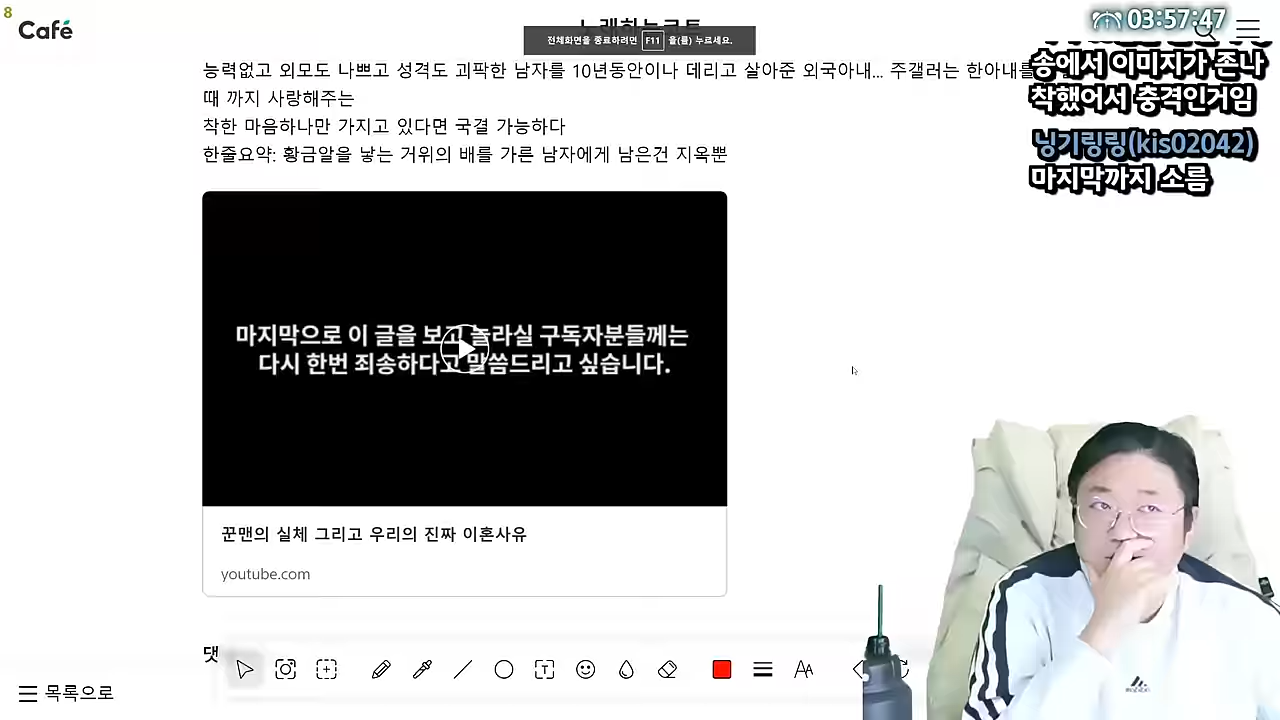 8
Café
노래하는코트
전체화면을 종료하려면 F11 을(를) 누르세요.
03:57:47
능력없고 외모도 나쁘고 성격도 괴팍한 남자를 10년동안이나 데리고 살아준 외국아내... 주갤러는 한아내를
때 까지 사랑해주는
착한 마음하나만 가지고 있다면 국결 가능하다
한줄요약: 황금알을 낳는 거위의 배를 가른 남자에게 남은건 지옥뿐
송에서 이미지가 존나
착했어서 충격인거임
닝기링링(kis02042)
마지막까지 소름
마지막으로 이 글을 보고 놀라실 구독자분들께는
다시 한번 죄송하다고 말씀드리고 싶습니다.
꾼맨의 실체 그리고 우리의 진짜 이혼사유
youtube.com
댓
목록으로